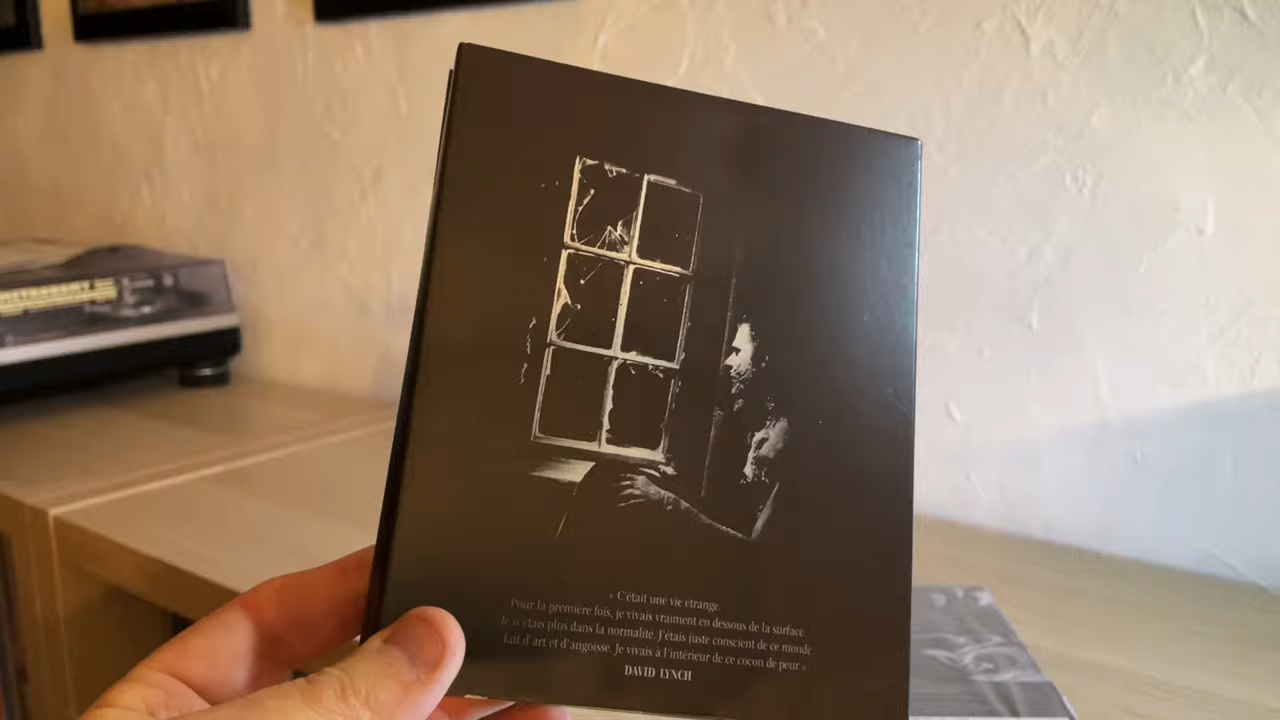 « C'était une vie étrange.
Pour la première fois, je vivais vraiment en dessous de la surface.
Je n'étais plus dans la normalité. J'étais juste conscient de ce monde
fait d'art et d'angoisse. Je vivais à l'intérieur de ce cocon de peur »
DAVID LYNCH